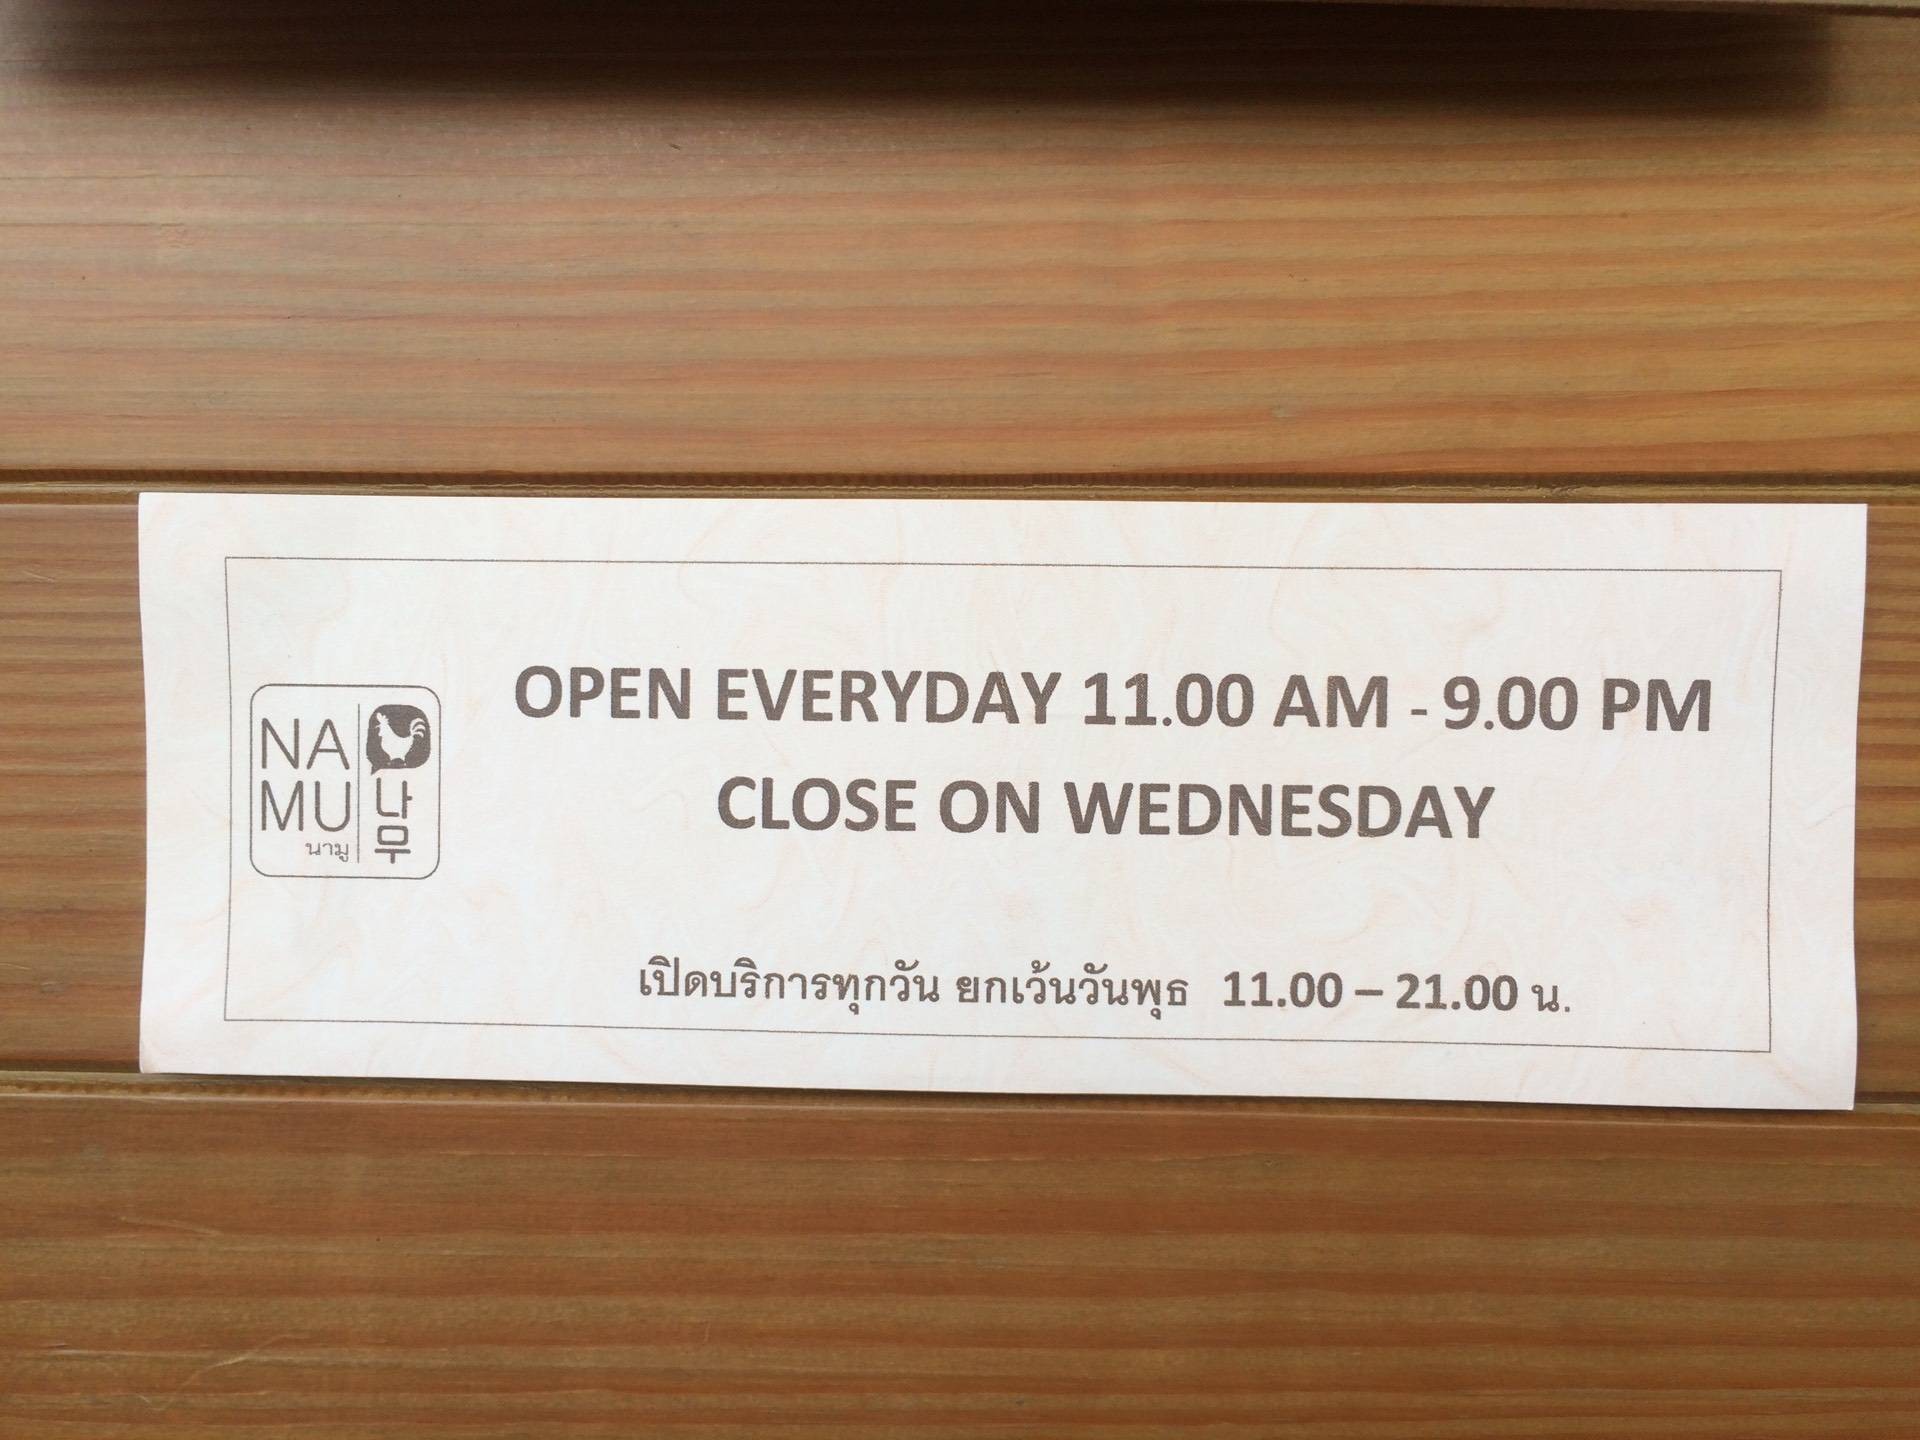 NA
MU
นามู
나
무
OPEN EVERYDAY 11.00 AM - 9.00 PM
CLOSE ON WEDNESDAY
เปิดบริการทุกวัน ยกเว้นวันพุธ 11.00 – 21.00 น.